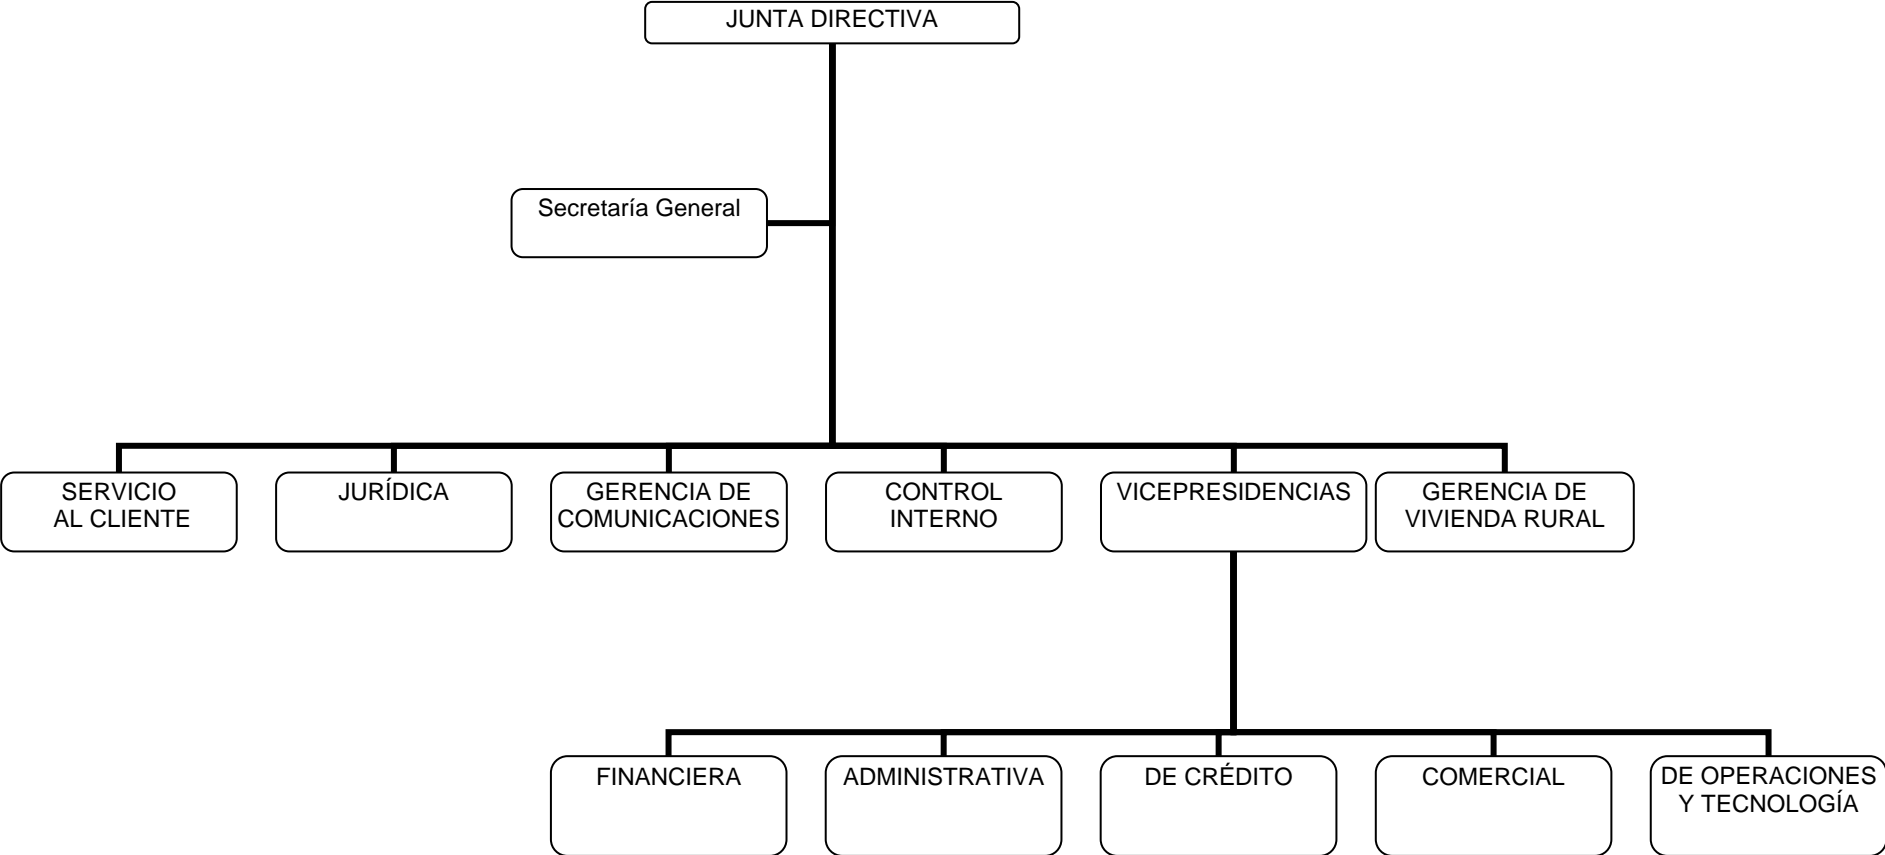 JUNTA DIRECTIVA
Secretaría General
SERVICIO
AL CLIENTE
JURÍDICA
GERENCIA DE
COMUNICACIONES
CONTROL
INTERNO
VICEPRESIDENCIAS
GERENCIA DE
VIVIENDA RURAL
FINANCIERA
ADMINISTRATIVA
DE CRÉDITO
COMERCIAL
DE OPERACIONES
Y TECNOLOGÍA